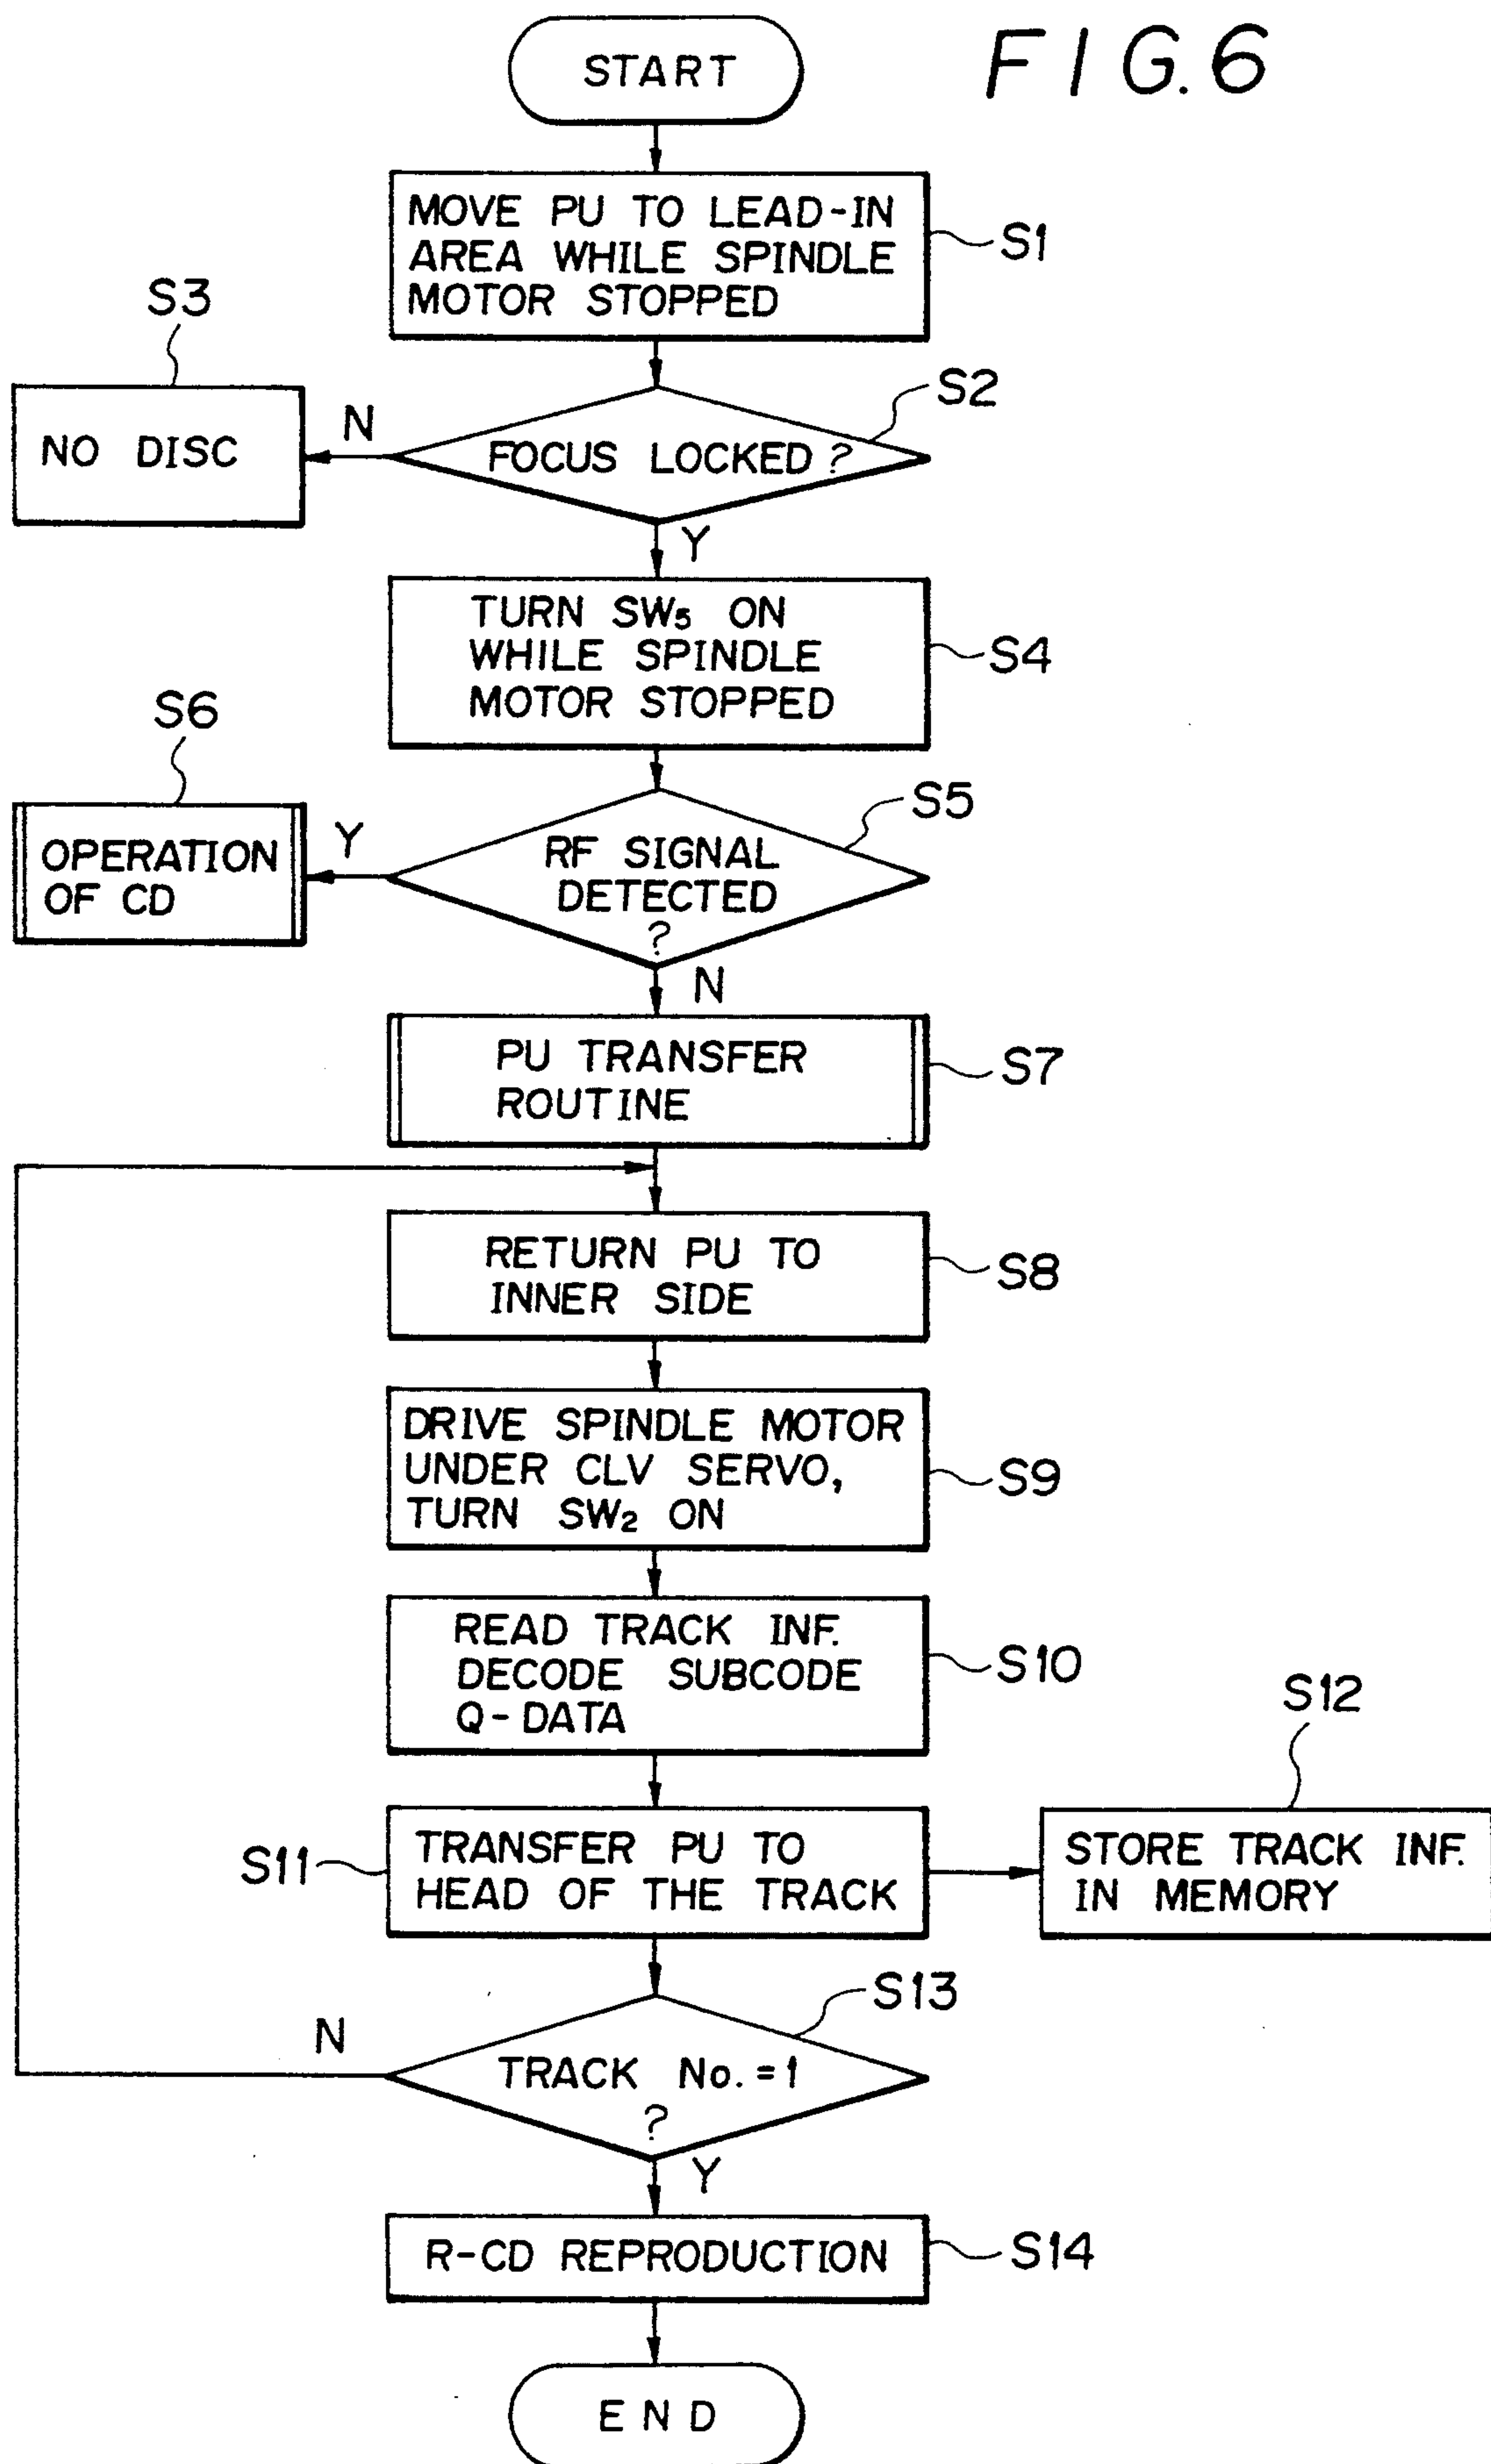 FIG.6
START
MOVE PU TO LEAD-IN
AREA WHILE SPINDLE
MOTOR STOPPED
S1
S3
S2
NO DISC
N
FOCUS LOCKED?
Y
TURN SW5 ON
WHILE SPINDLE
MOTOR STOPPED
S4
S6
S5
OPERATION
OF CD
Y
RF SIGNAL
DETECTED
?
N
PU TRANSFER
ROUTINE
S7
RETURN PU TO
INNER SIDE
S8
DRIVE SPINDLE MOTOR
UNDER CLV SERVO,
TURN SW2 ON
S9
READ TRACK INF.
DECODE SUBCODE
Q-DATA
S10
S12
S11
TRANSFER PU TO
HEAD OF THE TRACK
STORE TRACK INF.
IN MEMORY
S13
N
TRACK No.=1
?
Y
R-CD REPRODUCTION
S14
END